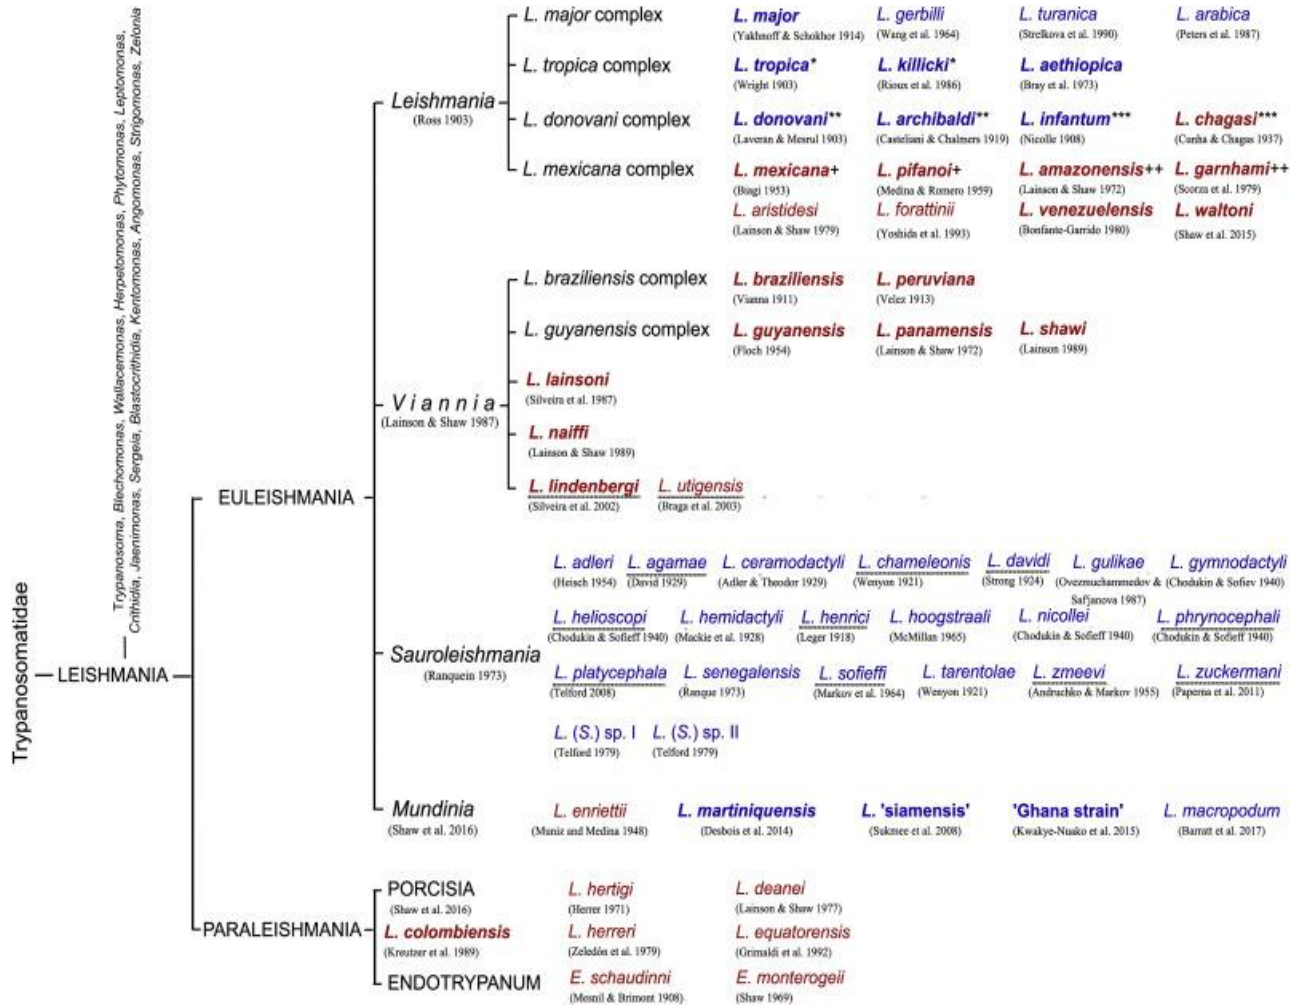 L. major complex L. major L. gerbilli L. turanica L. arabica
(Yakhnoff & Schokhor 1914) (Wang et al. 1964) (Strelkova et al. 1990) (Peters et al. 1987)
L. tropica complex L. tropica* L. killicki* L. aethiopica
(Wright 1903) (Rioux et al. 1986) (Bray et al. 1973)
Leishmania
(Ross 1903)
L. donovani complex L. donovani** L. archibaldi** L. infantum*** L. chagasi***
(Laveran & Mesrul 1903) (Casteliani & Chalmers 1919) (Nicolle 1908) (Cunha & Chagas 1937)
L. mexicana complex L. mexicana+ L. pifanoi+ L. amazonensis++ L. garnhami++
(Biagi 1953) (Medina & Romero 1959) (Lainson & Shaw 1972) (Scorza et al. 1979)
L. aristidesi L. forattinii L. venezuelensis L. waltoni
(Lainson & Shaw 1979) (Yoshida et al. 1993) (Bonfante-Garrido 1980) (Shaw et al. 2015)
Trypanosoma, Blechomonas, Wallacemonas, Herpetomonas, Phytomonas, Leptomonas,
Crithidia, Jaenimonas, Sergeia, Blastocrithidia, Kentomonas, Angomonas, Strigomonas, Zelonia
L. braziliensis complex L. braziliensis L. peruviana
(Vianna 1911) (Velez 1913)
L. guyanensis complex L. guyanensis L. panamensis L. shawi
(Floch 1954) (Lainson & Shaw 1972) (Lainson 1989)
L. lainsoni
(Silveira et al. 1987)
Viannia
(Lainson & Shaw 1987)
L. naiffi
(Lainson & Shaw 1989)
L. lindenbergi L. utigensis
(Silveira et al. 2002) (Braga et al. 2003)
EULEISHMANIA
L. adleri L. agamae L. ceramodactyli L. chameleonis L. davidi L. gulikae L. gymnodactyli
(Heisch 1954) (David 1929) (Adler & Theodor 1929) (Wenyon 1921) (Strong 1924) (Ovezmuchammedov & Safjanova 1987) (Chodukin & Sofiev 1940)
L. helioscopi L. hemidactyli L. henrici L. hoogstraali L. nicollei L. phrynocephali
(Chodukin & Sofieff 1940) (Mackie et al. 1928) (Leger 1918) (McMillan 1965) (Chodukin & Sofieff 1940) (Chodukin & Sofieff 1940)
Sauroleishmania
(Ranquein 1973)
L. platycephala L. senegalensis L. sofieffi L. tarentolae L. zmeevi L. zuckermani
(Telford 2008) (Ranque 1973) (Markov et al. 1964) (Wenyon 1921) (Andruchko & Markov 1955) (Paperna et al. 2011)
L. (S.) sp. I L. (S.) sp. II
(Telford 1979) (Telford 1979)
Trypanosomatidae
LEISHMANIA
Mundinia L. enriettii L. martiniquensis L. 'siamensis' 'Ghana strain' L. macropodum
(Shaw et al. 2016) (Muniz and Medina 1948) (Desbois et al. 2014) (Sukmee et al. 2008) (Kwakye-Nuako et al. 2015) (Barratt et al. 2017)
PORCISIA L. hertigi L. deanei
(Shaw et al. 2016) (Herrer 1971) (Lainson & Shaw 1977)
PARALEISHMANIA
L. colombiensis L. herreri L. equatorensis
(Kreutzer et al. 1989) (Zeledón et al. 1979) (Grimaldi et al. 1992)
ENDOTRYPANUM E. schaudinni E. monterogeii
(Mesnil & Brimont 1908) (Shaw 1969)